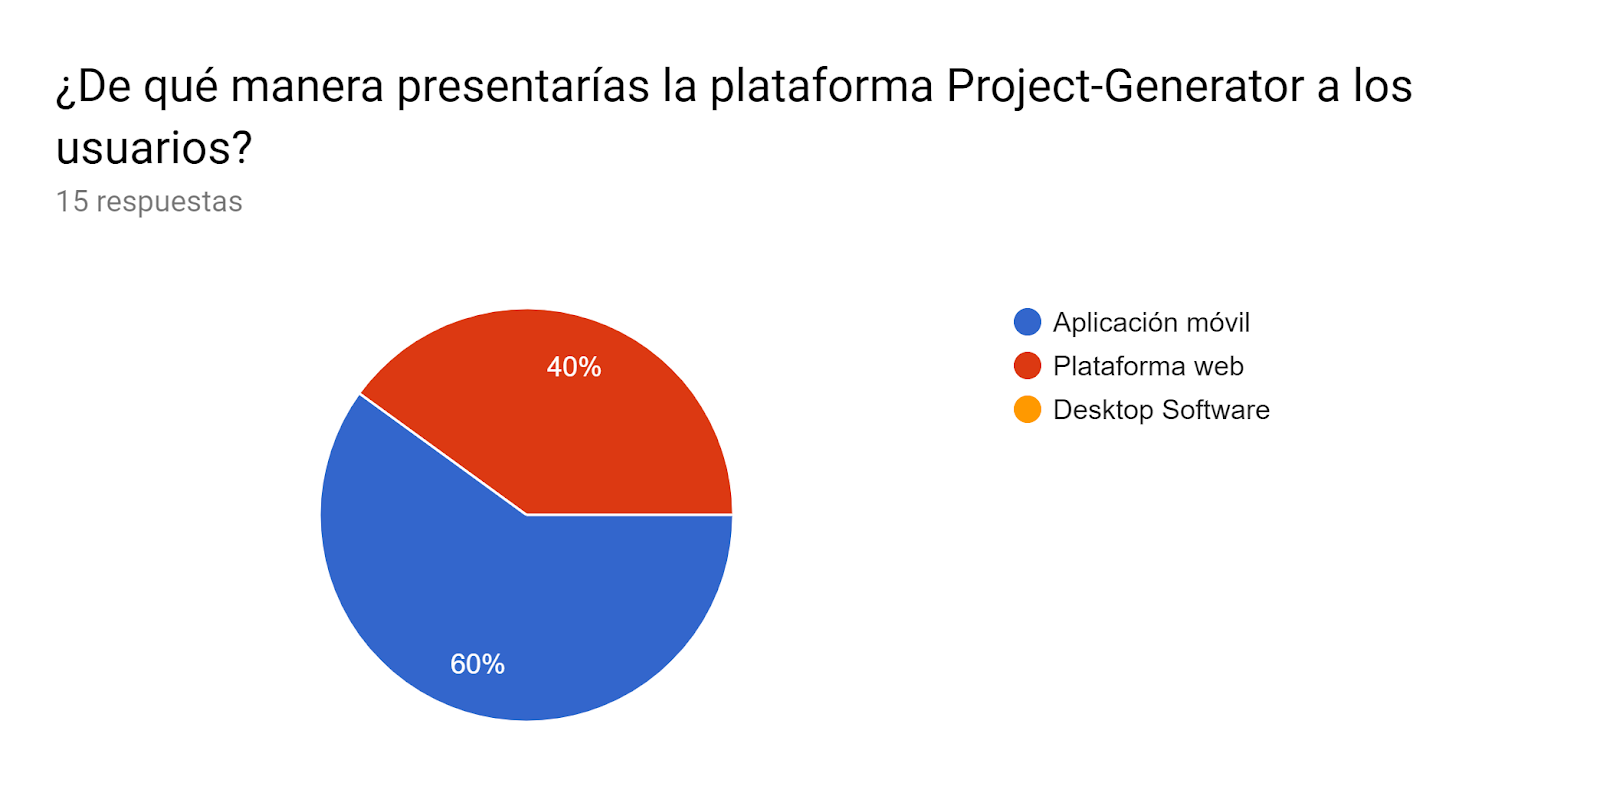 ¿De qué manera presentarías la plataforma Project-Generator a los
usuarios?
15 respuestas
40%
60%
Aplicación móvil
Plataforma web
Desktop Software